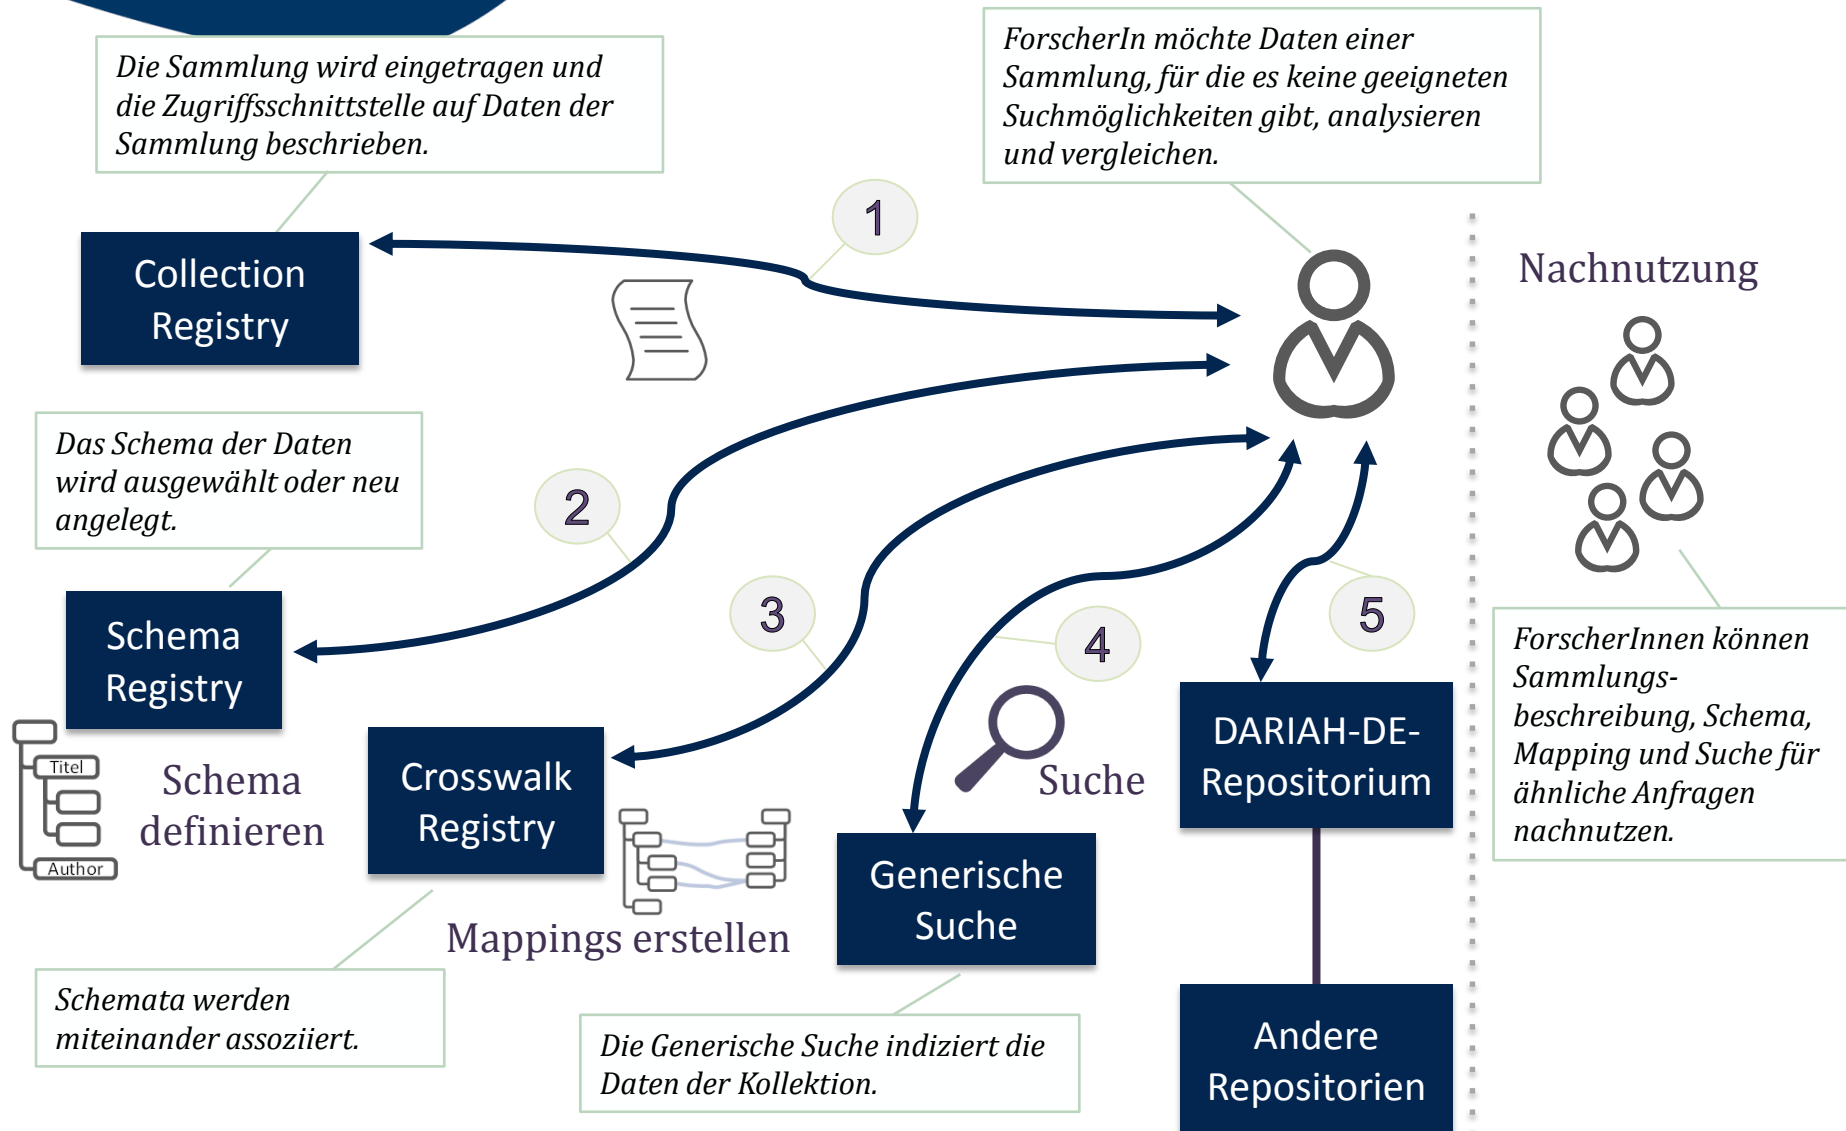 Die Sammlung wird eingetragen und
die Zugriffsschnittstelle auf Daten der
Sammlung beschrieben.
ForscherIn möchte Daten einer
Sammlung, für die es keine geeigneten
Suchmöglichkeiten gibt, analysieren
und vergleichen.
1
Collection
Registry
Nachnutzung
Das Schema der Daten
wird ausgewählt oder neu
angelegt.
2
Schema
Registry
3
4
5
ForscherInnen können
Sammlungs-
beschreibung, Schema,
Mapping und Suche für
ähnliche Anfragen
nachnutzen.
Titel
Author
Schema
definieren
Crosswalk
Registry
Mappings erstellen
Suche
DARIAH-DE-
Repositorium
Generische
Suche
Schemata werden
miteinander assoziiert.
Die Generische Suche indiziert die
Daten der Kollektion.
Andere
Repositorien